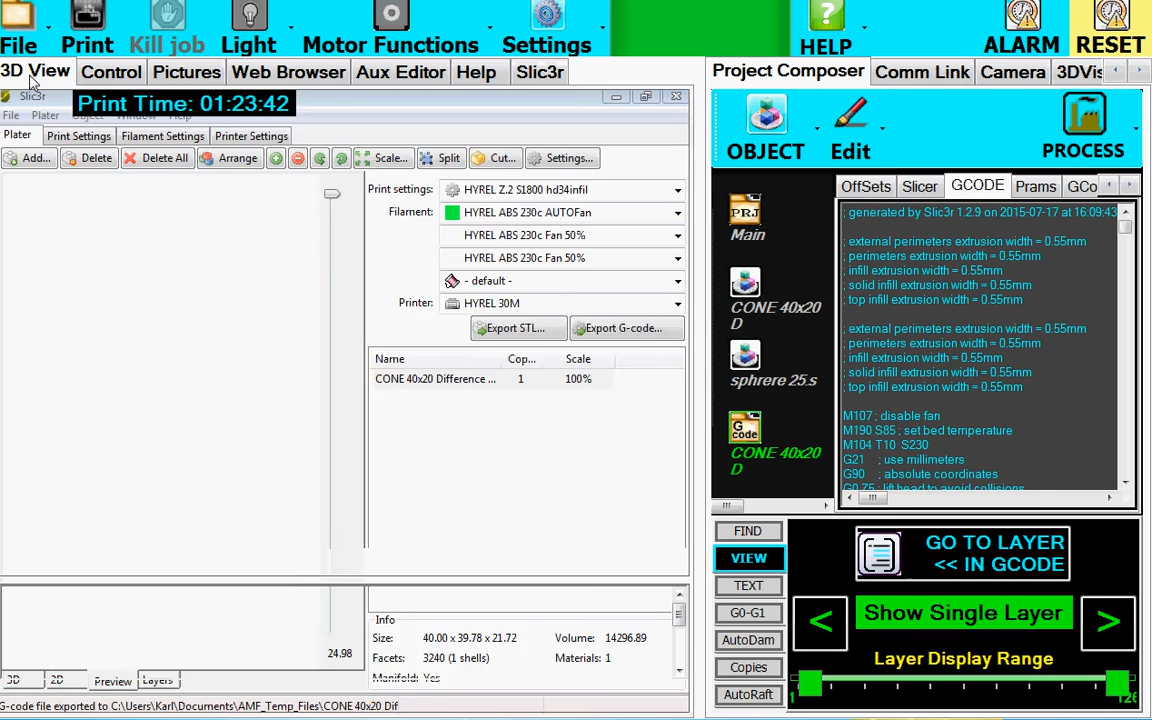 File
Print
Kill job
Light
Motor Functions
Settings
HELP
ALARM
RESET
3D View
Control
Pictures
Web Browser
Aux Editor
Help
Slic3r
Slic3r
Print Time: 01:23:42
File
Plater
Object
Window
Help
Plater
Print Settings
Filament Settings
Printer Settings
Add...
Delete
Delete All
Arrange
Scale...
Split
Cut...
Settings...
Print settings:
HYREL Z.2 S1800 hd34infil
Filament:
HYREL ABS 230c AUTOFan
HYREL ABS 230c Fan 50%
HYREL ABS 230c Fan 50%
- default -
Printer:
HYREL 30M
Export STL...
Export G-code...
Name
Cop...
Scale
CONE 40x20 Difference ...
1
100%
24.98
Info
Size:
40.00 x 39.78 x 21.72
Volume:
14296.89
Facets:
3240 (1 shells)
Materials:
1
Manifold:
Yes
3D
2D
Preview
Layers
G-code file exported to C:\Users\Karl\Documents\AMF_Temp_Files\CONE 40x20 Dif
Project Composer
Comm Link
Camera
3DVis
OBJECT
Edit
PROCESS
PRJ
Main
CONE 40x20
D
sphrere 25.s
G
code
CONE 40x20
D
OffSets
Slicer
GCODE
Prams
GCo
; generated by Slic3r 1.2.9 on 2015-07-17 at 16:09:43
; external perimeters extrusion width = 0.55mm
; perimeters extrusion width = 0.55mm
; infill extrusion width = 0.55mm
; solid infill extrusion width = 0.55mm
; top infill extrusion width = 0.55mm
; external perimeters extrusion width = 0.55mm
; perimeters extrusion width = 0.55mm
; infill extrusion width = 0.55mm
; solid infill extrusion width = 0.55mm
; top infill extrusion width = 0.55mm
M107 ; disable fan
M190 S85 ; set bed temperature
M104 T10 S230
G21 ; use millimeters
G90 ; absolute coordinates
G0 Z5 ; lift head to avoid collisions
FIND
VIEW
TEXT
G0-G1
AutoDam
Copies
AutoRaft
GO TO LAYER
<< IN GCODE
<
Show Single Layer
>
Layer Display Range
1
126